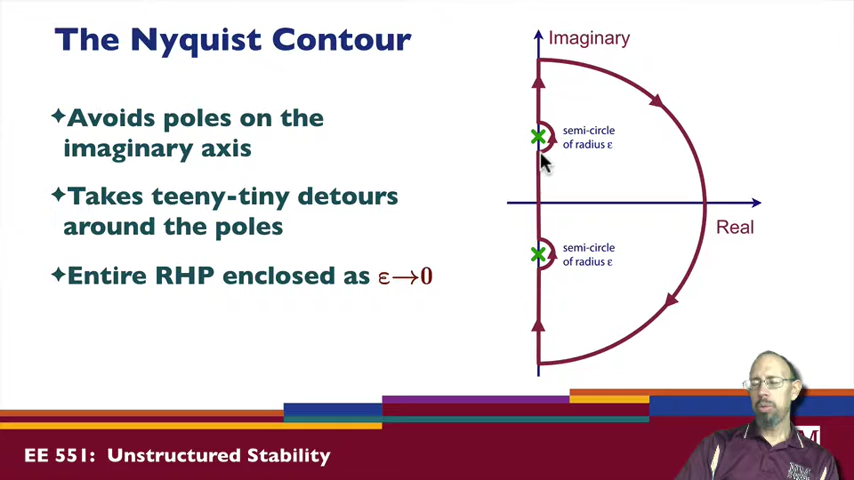 The Nyquist Contour
✦Avoids poles on the
imaginary axis
✦Takes teeny-tiny detours
around the poles
✦Entire RHP enclosed as ε→0
Imaginary
semi-circle
of radius ε
Real
semi-circle
of radius ε
EE 551: Unstructured Stability
M